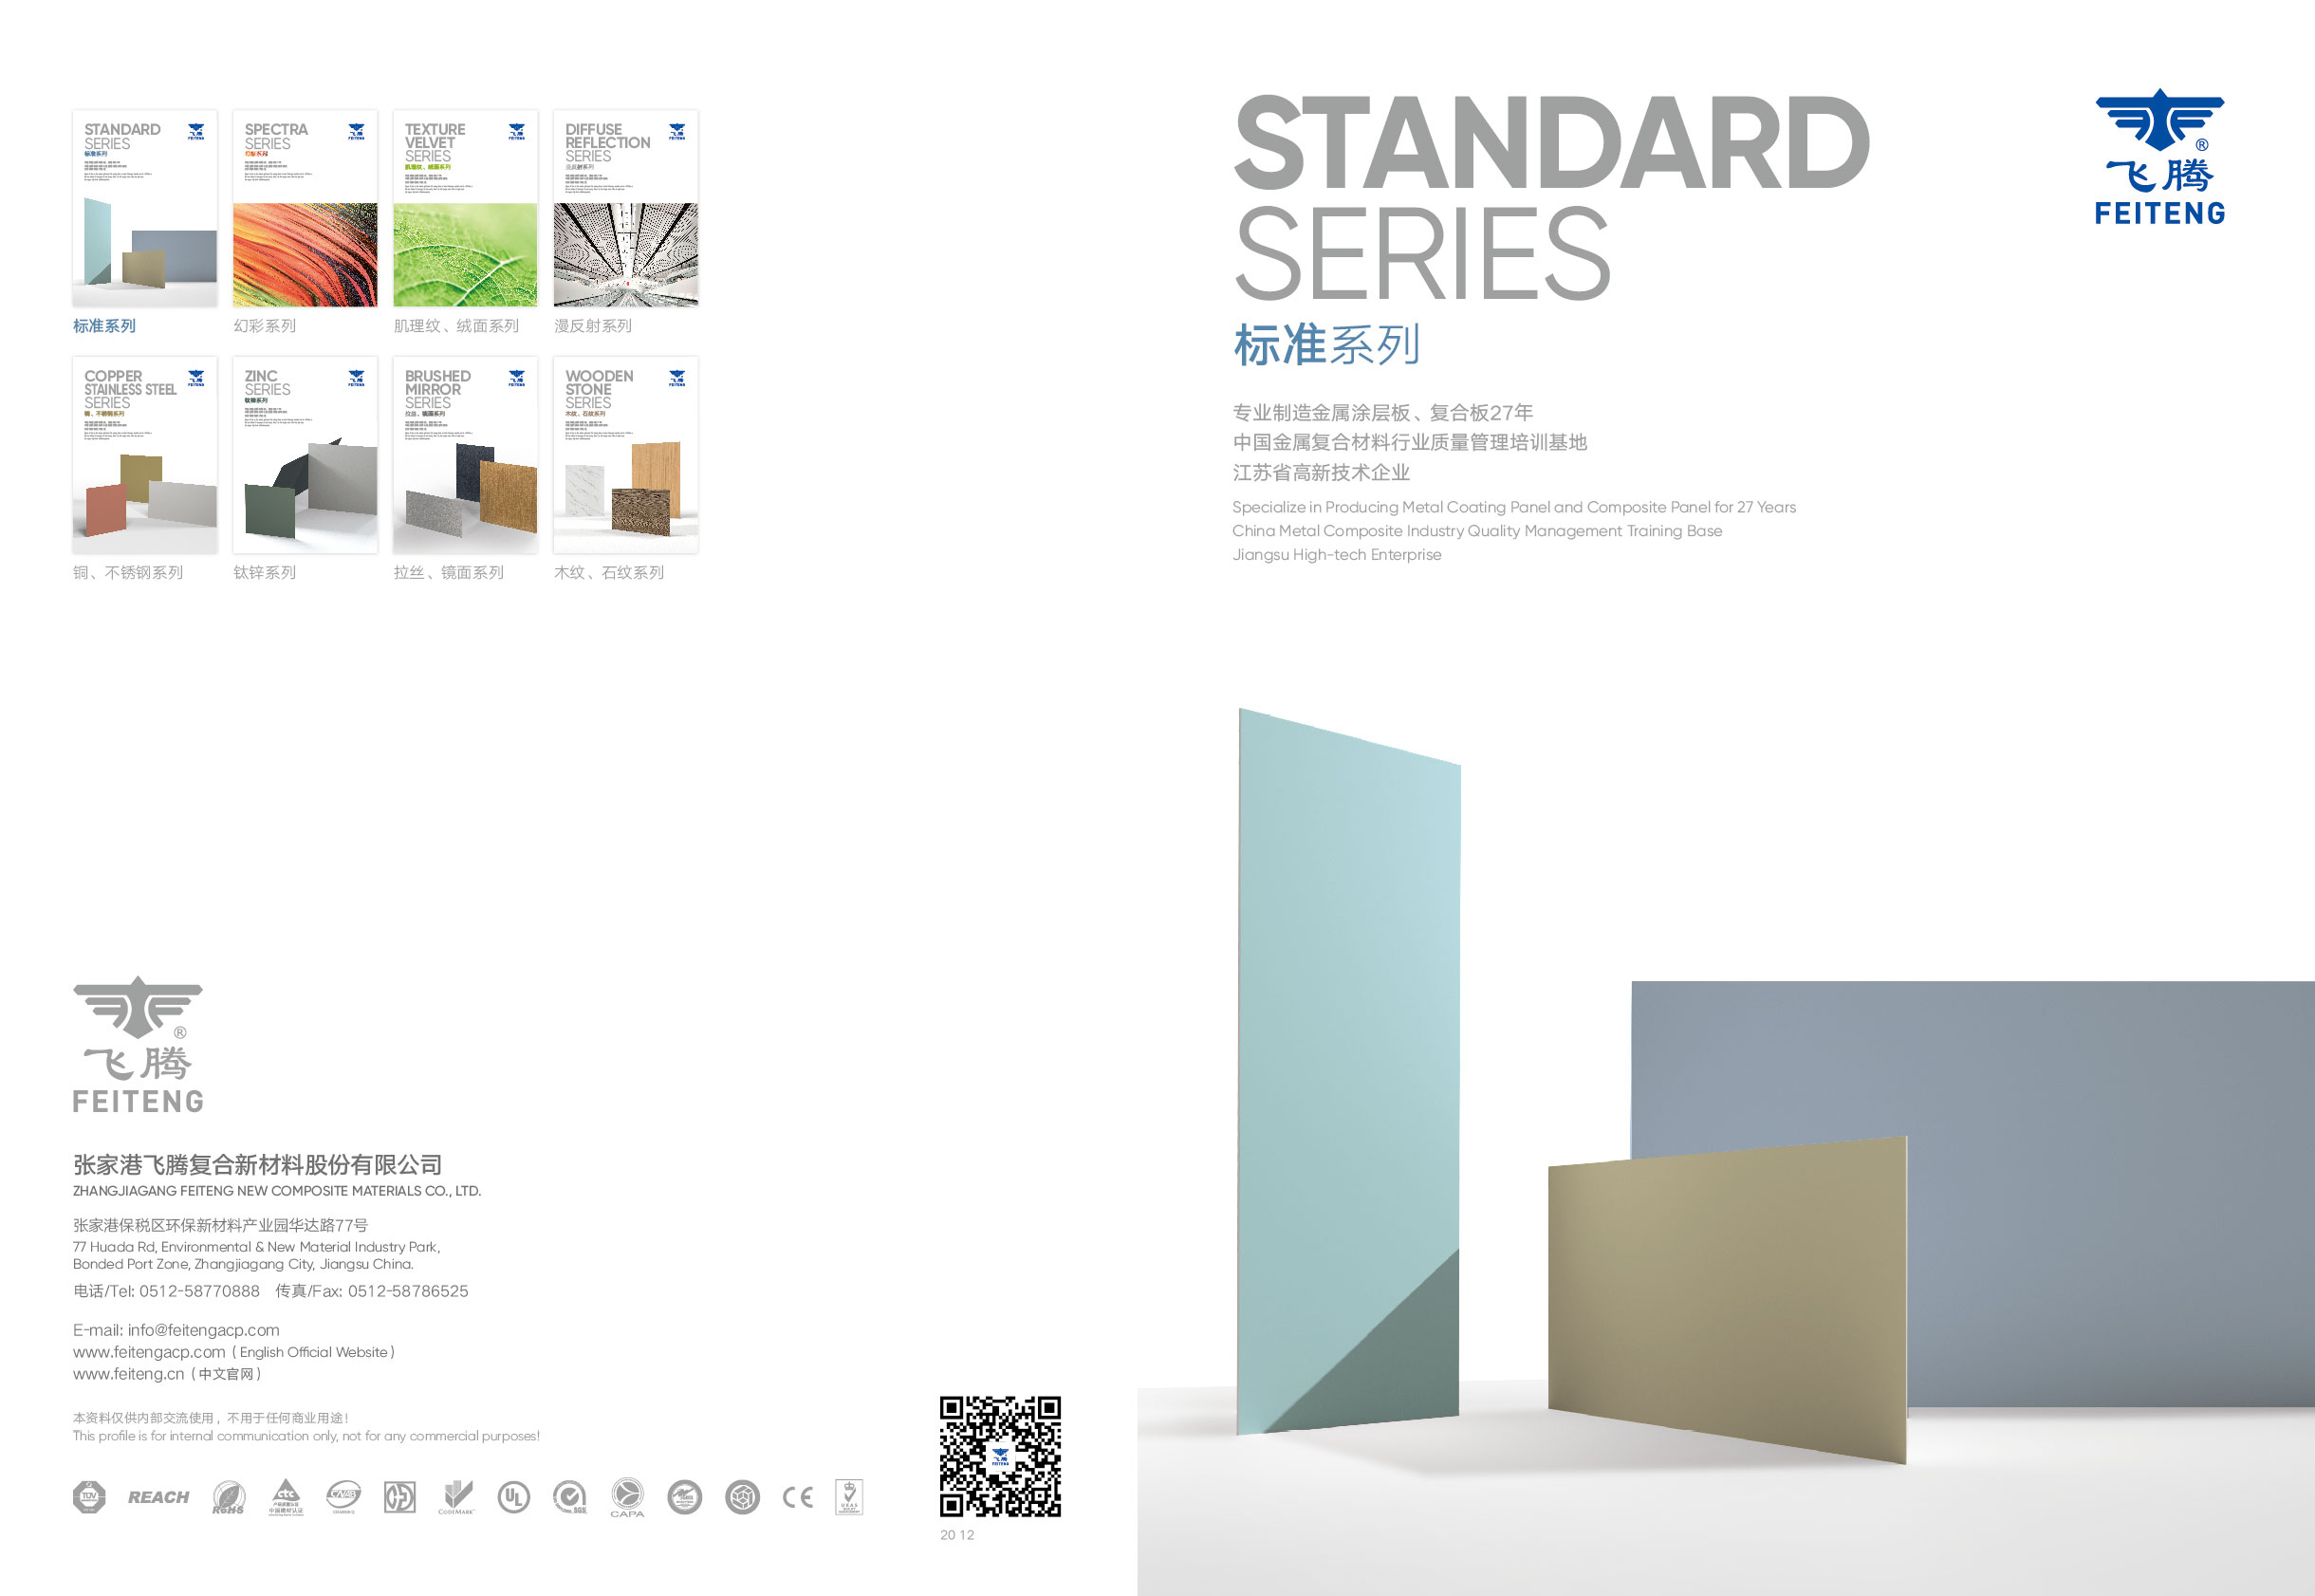 STANDARD
SERIES
标准系列
标准系列
SPECTRA
SERIES
幻彩系列
幻彩系列
TEXTURE
VELVET
SERIES
肌理纹、绒面系列
肌理纹、绒面系列
DIFFUSE
REFLECTION
SERIES
漫反射系列
漫反射系列
COPPER
STAINLESS STEEL
SERIES
铜、不锈钢系列
铜、不锈钢系列
ZINC
SERIES
钛锌系列
钛锌系列
BRUSHED
MIRROR
SERIES
拉丝、镜面系列
拉丝、镜面系列
WOODEN
STONE
SERIES
木纹、石纹系列
木纹、石纹系列
飞腾
FEITENG
张家港飞腾复合新材料股份有限公司
ZHANGJIAGANG FEITENG NEW COMPOSITE MATERIALS CO., LTD.
张家港保税区环保新材料产业园华达路77号
77 Huada Rd, Environmental & New Material Industry Park,
Bonded Port Zone, Zhangjiagang City, Jiangsu China.
电话/Tel: 0512-58770888 传真/Fax: 0512-58786525
E-mail: info@feitengacp.com
www.feitengacp.com（English Official Website）
www.feiteng.cn（中文官网）
本资料仅供内部交流使用，不用于任何商业用途！
This profile is for internal communication only, not for any commercial purposes!
TÜV
REACH
RoHS
ctc
CNAS
CODEMARK
UL
SGS
CAPA
CE
UKAS
FEITENG
20 12
STANDARD
SERIES
标准系列
专业制造金属涂层板、复合板27年
中国金属复合材料行业质量管理培训基地
江苏省高新技术企业
Specialize in Producing Metal Coating Panel and Composite Panel for 27 Years
China Metal Composite Industry Quality Management Training Base
Jiangsu High-tech Enterprise
®
飞腾
FEITENG